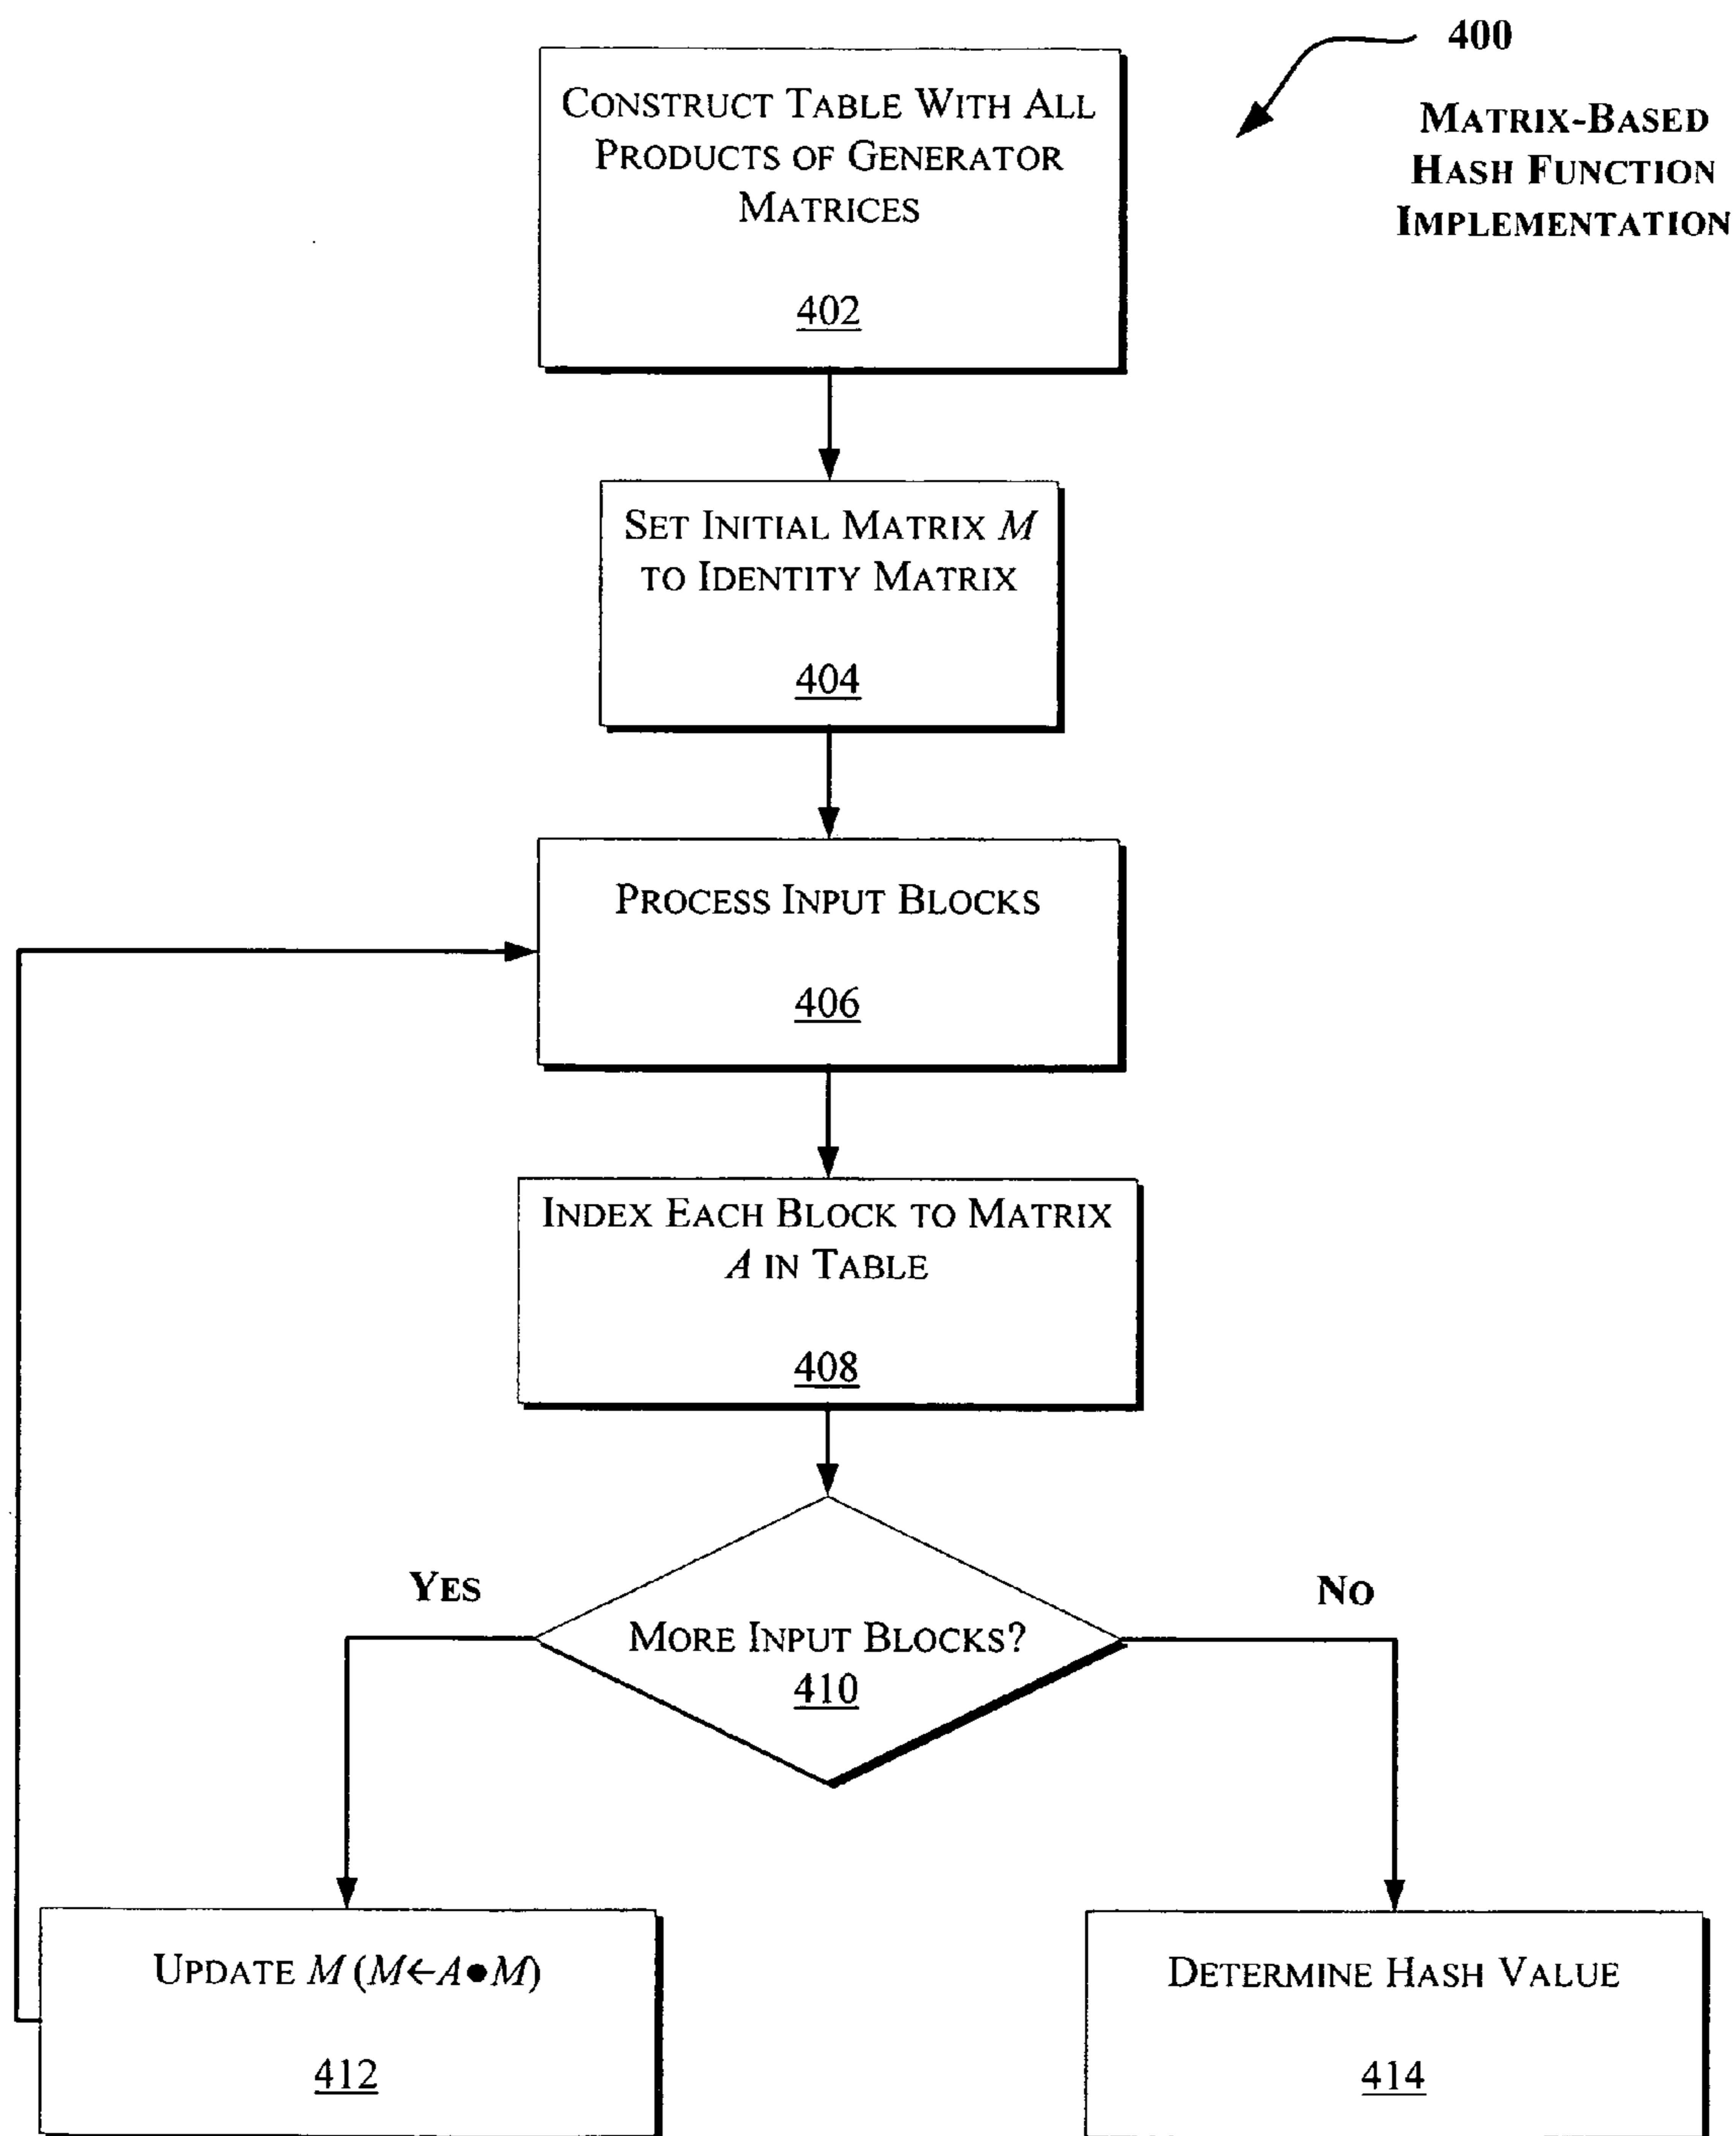 400
MATRIX-BASED
HASH FUNCTION
IMPLEMENTATION
CONSTRUCT TABLE WITH ALL
PRODUCTS OF GENERATOR
MATRICES
402
SET INITIAL MATRIX M
TO IDENTITY MATRIX
404
PROCESS INPUT BLOCKS
406
INDEX EACH BLOCK TO MATRIX
A IN TABLE
408
YES
NO
MORE INPUT BLOCKS?
410
UPDATE M (M←A●M)
412
DETERMINE HASH VALUE
414